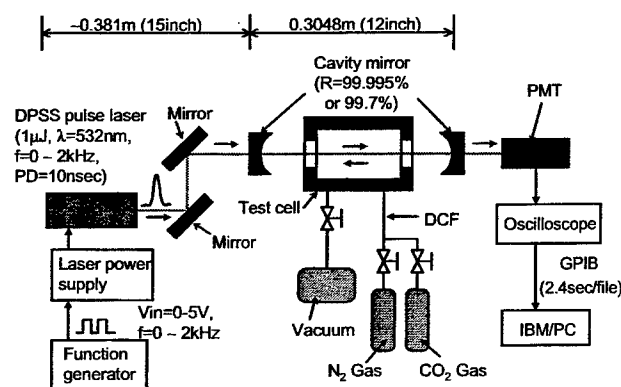 ~0.381m (15inch)
0.3048m (12inch)
Cavity mirror
(R=99.995%
or 99.7%)
PMT
DPSS pulse laser
(1μJ, λ=532nm,
f=0 ~ 2kHz,
PD=10nsec)
Mirror
Mirror
Test cell
DCF
Oscilloscope
GPIB
(2.4sec/file)
IBM/PC
Laser power
supply
Vin=0-5V,
f=0 ~ 2kHz
Function
generator
Vacuum
N₂ Gas
CO₂ Gas